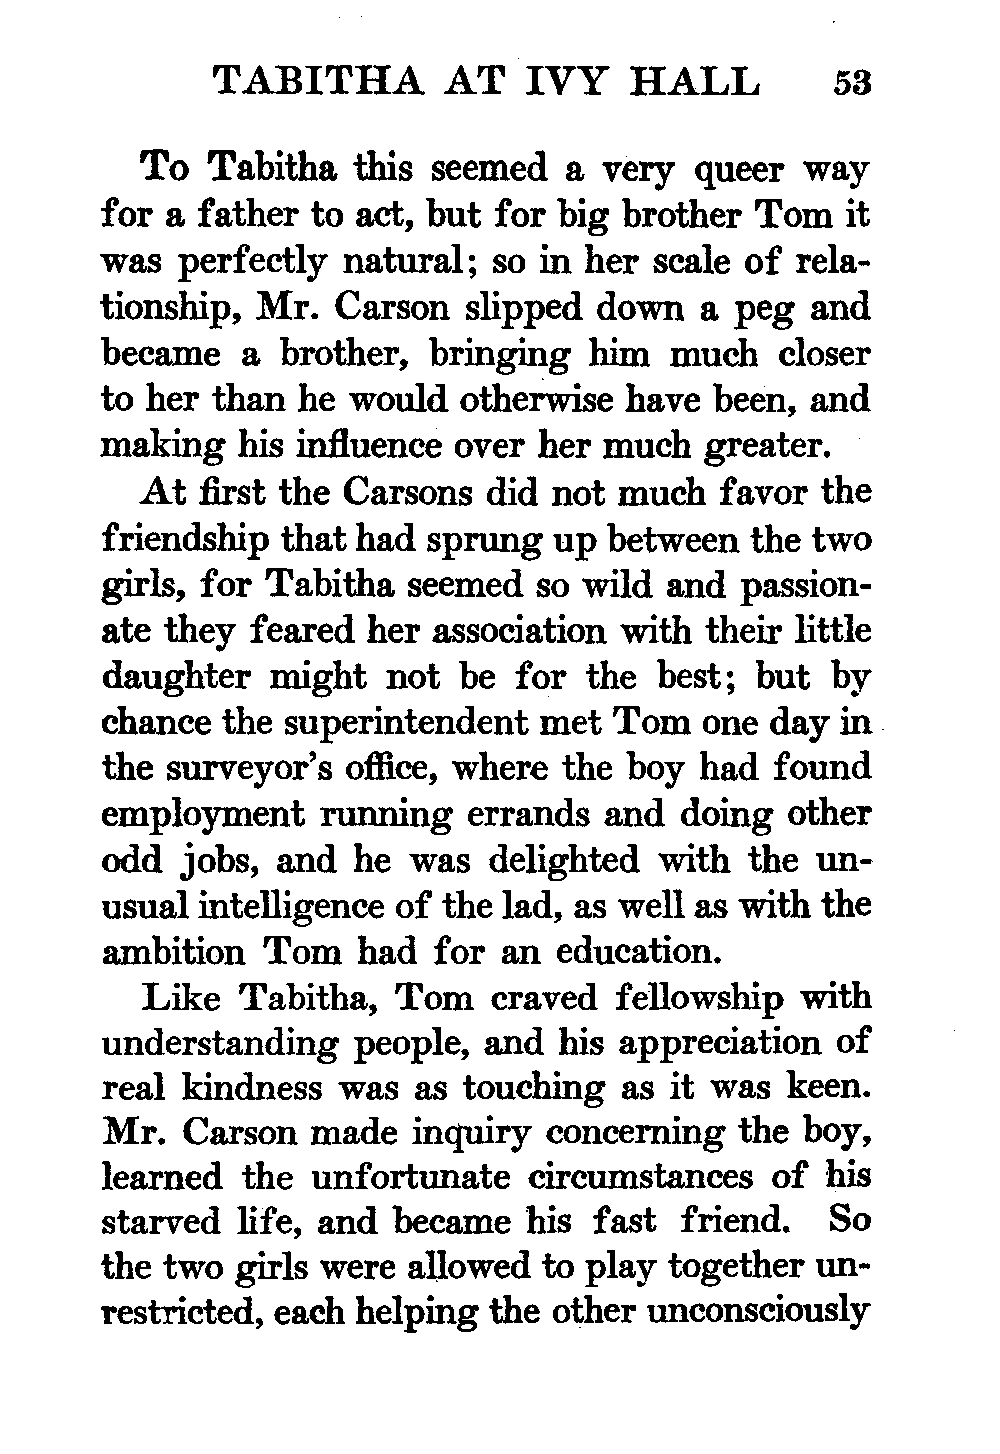 TABITHA AT IVY HALL 53
To Tabitha this seemed a very queer way
for a father to act, but for big brother Tom it
was perfectly natural; so in her scale of rela-
tionship, Mr. Carson slipped down a peg and
became a brother, bringing him much closer
to her than he would otherwise have been, and
making his influence over her much greater.
At first the Carsons did not much favor the
friendship that had sprung up between the two
girls, for Tabitha seemed so wild and passion-
ate they feared her association with their little
daughter might not be for the best; but by
chance the superintendent met Tom one day in
the surveyor's office, where the boy had found
employment running errands and doing other
odd jobs, and he was delighted with the un-
usual intelligence of the lad, as well as with the
ambition Tom had for an education.
Like Tabitha, Tom craved fellowship with
understanding people, and his appreciation of
real kindness was as touching as it was keen.
Mr. Carson made inquiry concerning the boy,
learned the unfortunate circumstances of his
starved life, and became his fast friend. So
the two girls were allowed to play together un-
restricted, each helping the other unconsciously